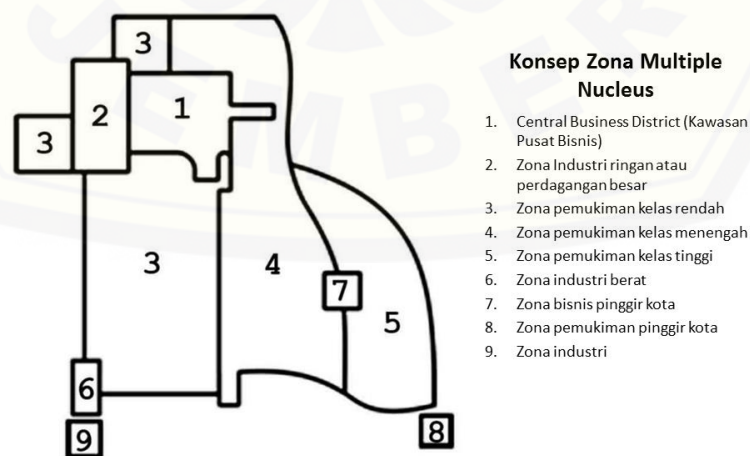 3
2
1
3
3
4
7
5
6
9
8
Konsep Zona Multiple
Nucleus
1. Central Business District (Kawasan
Pusat Bisnis)
2. Zona Industri ringan atau
perdagangan besar
3. Zona pemukiman kelas rendah
4. Zona pemukiman kelas menengah
5. Zona pemukiman kelas tinggi
6. Zona industri berat
7. Zona bisnis pinggir kota
8. Zona pemukiman pinggir kota
9. Zona industri
JEMBER